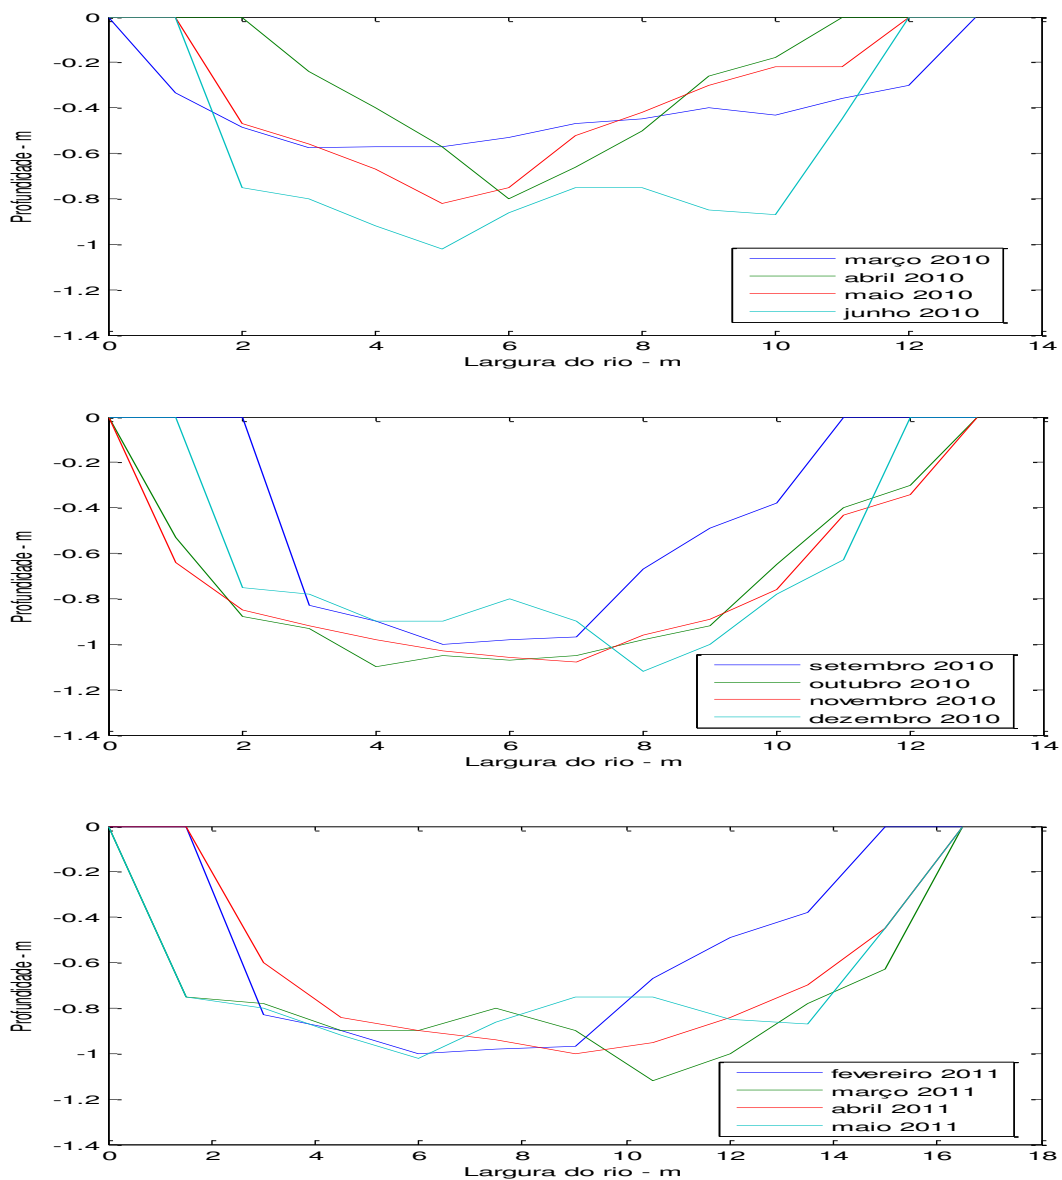 0
-0.2
-0.4
-0.6
-0.8
-1
-1.2
-1.4
Profundidade - m
março 2010
abril 2010
maio 2010
junho 2010
0 2 4 6 8 10 12 14
Largura do rio - m
0
-0.2
-0.4
-0.6
-0.8
-1
-1.2
-1.4
Profundidade - m
setembro 2010
outubro 2010
novembro 2010
dezembro 2010
0 2 4 6 8 10 12 14
Largura do rio - m
0
-0.2
-0.4
-0.6
-0.8
-1
-1.2
-1.4
Profundidade - m
fevereiro 2011
março 2011
abril 2011
maio 2011
0 2 4 6 8 10 12 14 16 18
Largura do rio - m